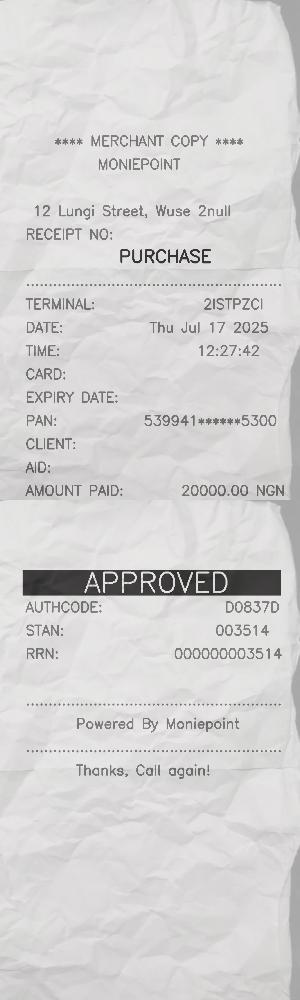 **** MERCHANT COPY ****
MONIEPOINT
12 Lungi Street, Wuse 2null
RECEIPT NO:
PURCHASE
TERMINAL: 2ISTPZCI
DATE: Thu Jul 17 2025
TIME: 12:27:42
CARD:
EXPIRY DATE:
PAN: 539941******5300
CLIENT:
AID:
AMOUNT PAID: 20000.00 NGN
APPROVED
AUTHCODE: D0837D
STAN: 003514
RRN: 000000003514
Powered By Moniepoint
Thanks, Call again!